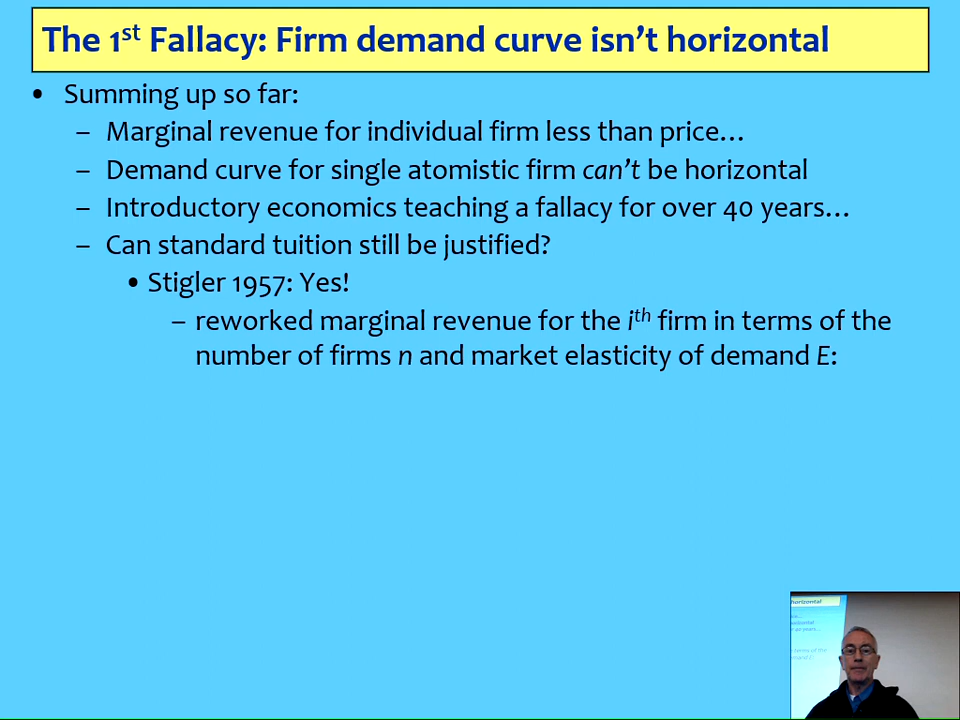 The 1st Fallacy: Firm demand curve isn't horizontal
• Summing up so far:
– Marginal revenue for individual firm less than price…
– Demand curve for single atomistic firm can't be horizontal
– Introductory economics teaching a fallacy for over 40 years…
– Can standard tuition still be justified?
• Stigler 1957: Yes!
– reworked marginal revenue for the ith firm in terms of the
number of firms n and market elasticity of demand E:
horizontal